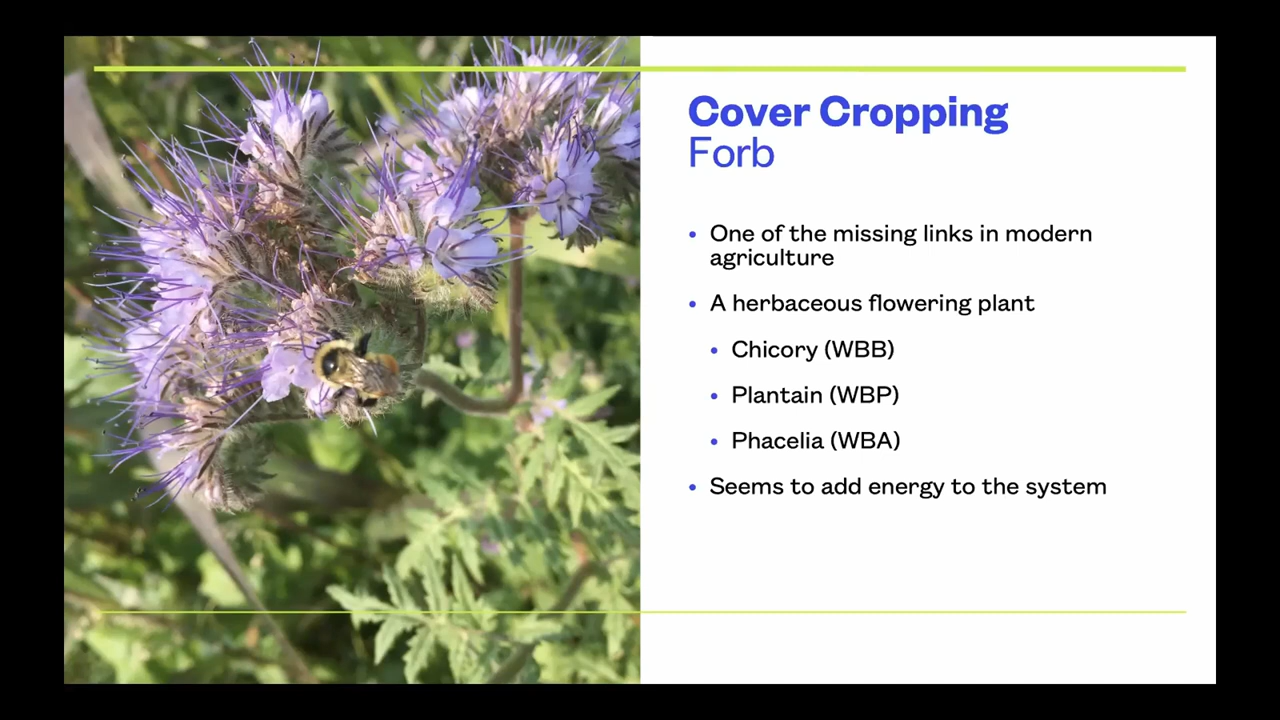 Cover Cropping
Forb
• One of the missing links in modern
agriculture
• A herbaceous flowering plant
• Chicory (WBB)
• Plantain (WBP)
• Phacelia (WBA)
• Seems to add energy to the system